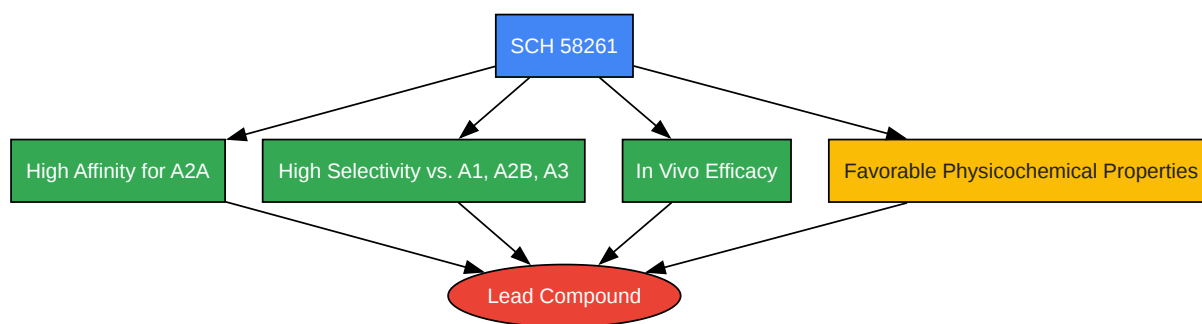 SCH 58261
High Affinity for A2A
High Selectivity vs. A1, A2B, A3
In Vivo Efficacy
Favorable Physicochemical Properties
Lead Compound